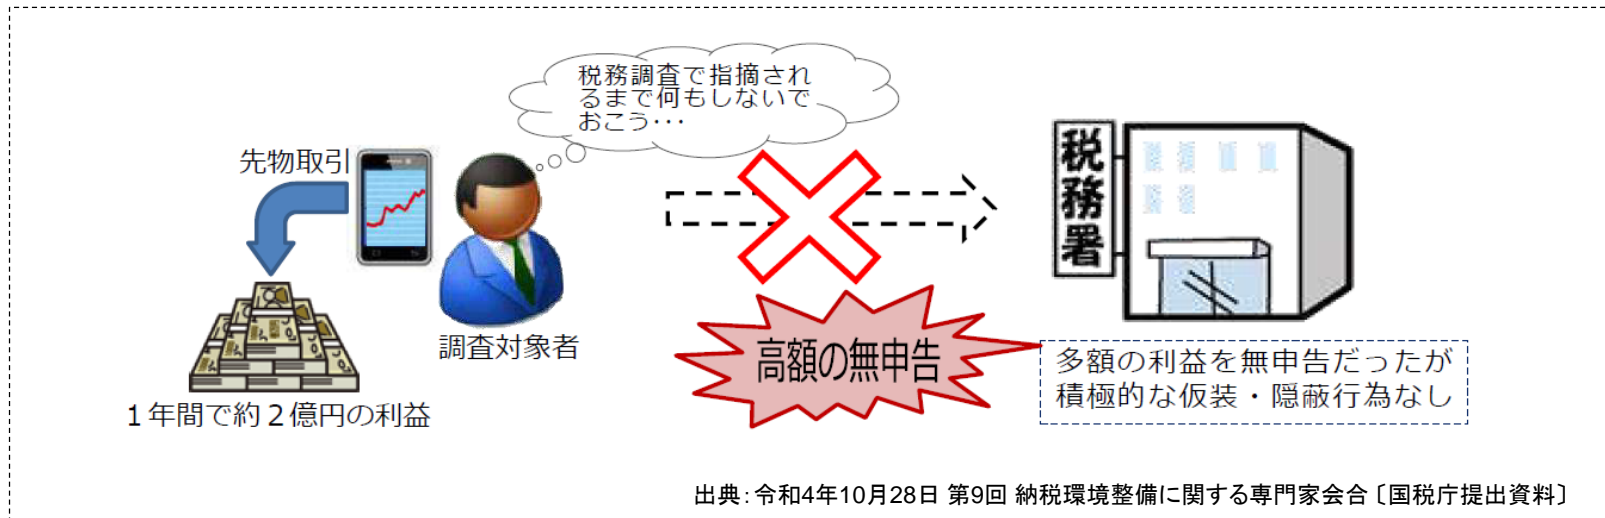 税務調査で指摘され
るまで何もしないで
おこう･･･
先物取引
調査対象者
１年間で約２億円の利益
高額の無申告
税務署
多額の利益を無申告だったが
積極的な仮装・隠蔽行為なし
出典：令和4年10月28日 第9回 納税環境整備に関する専門家会合〔国税庁提出資料〕